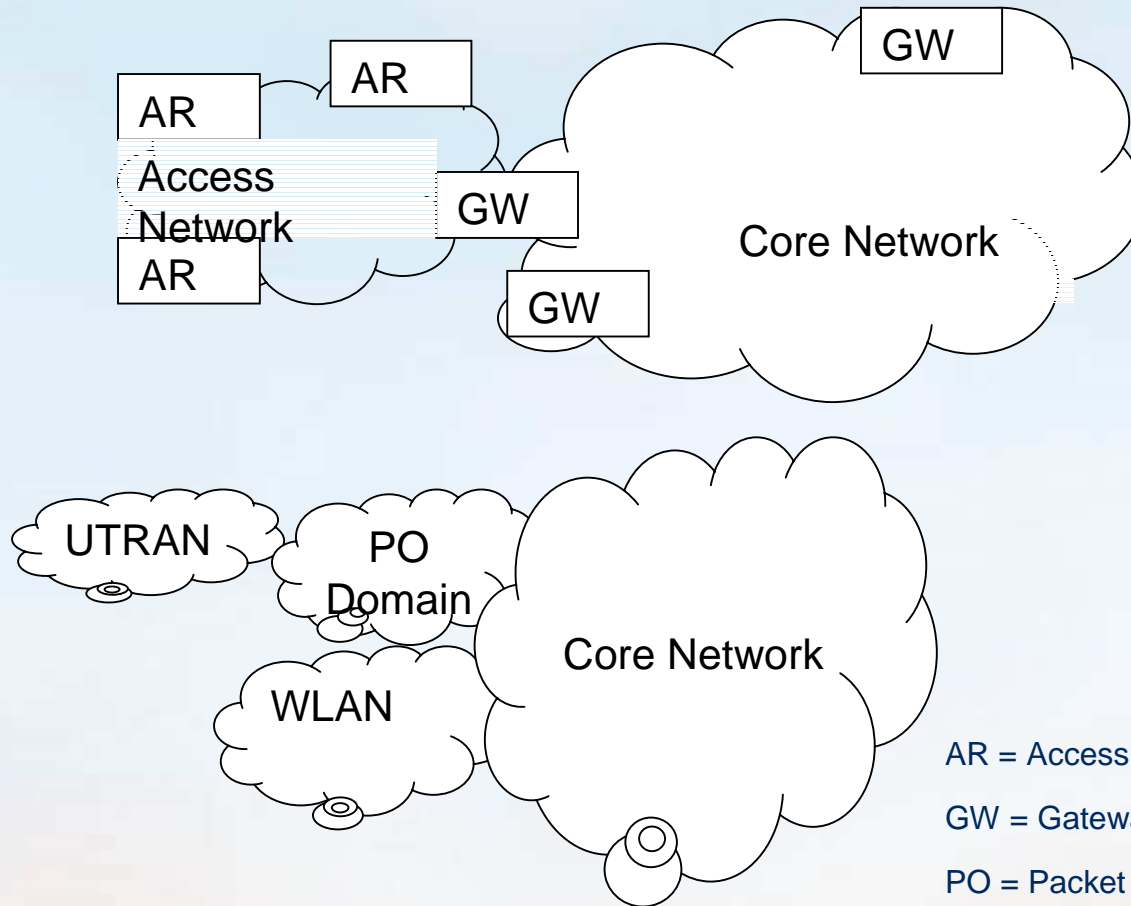 AR
AR
GW
Access
Network
GW
Core Network
AR
GW
UTRAN
PO
Domain
Core Network
WLAN
AR = Access
GW = Gatewa
PO = Packet